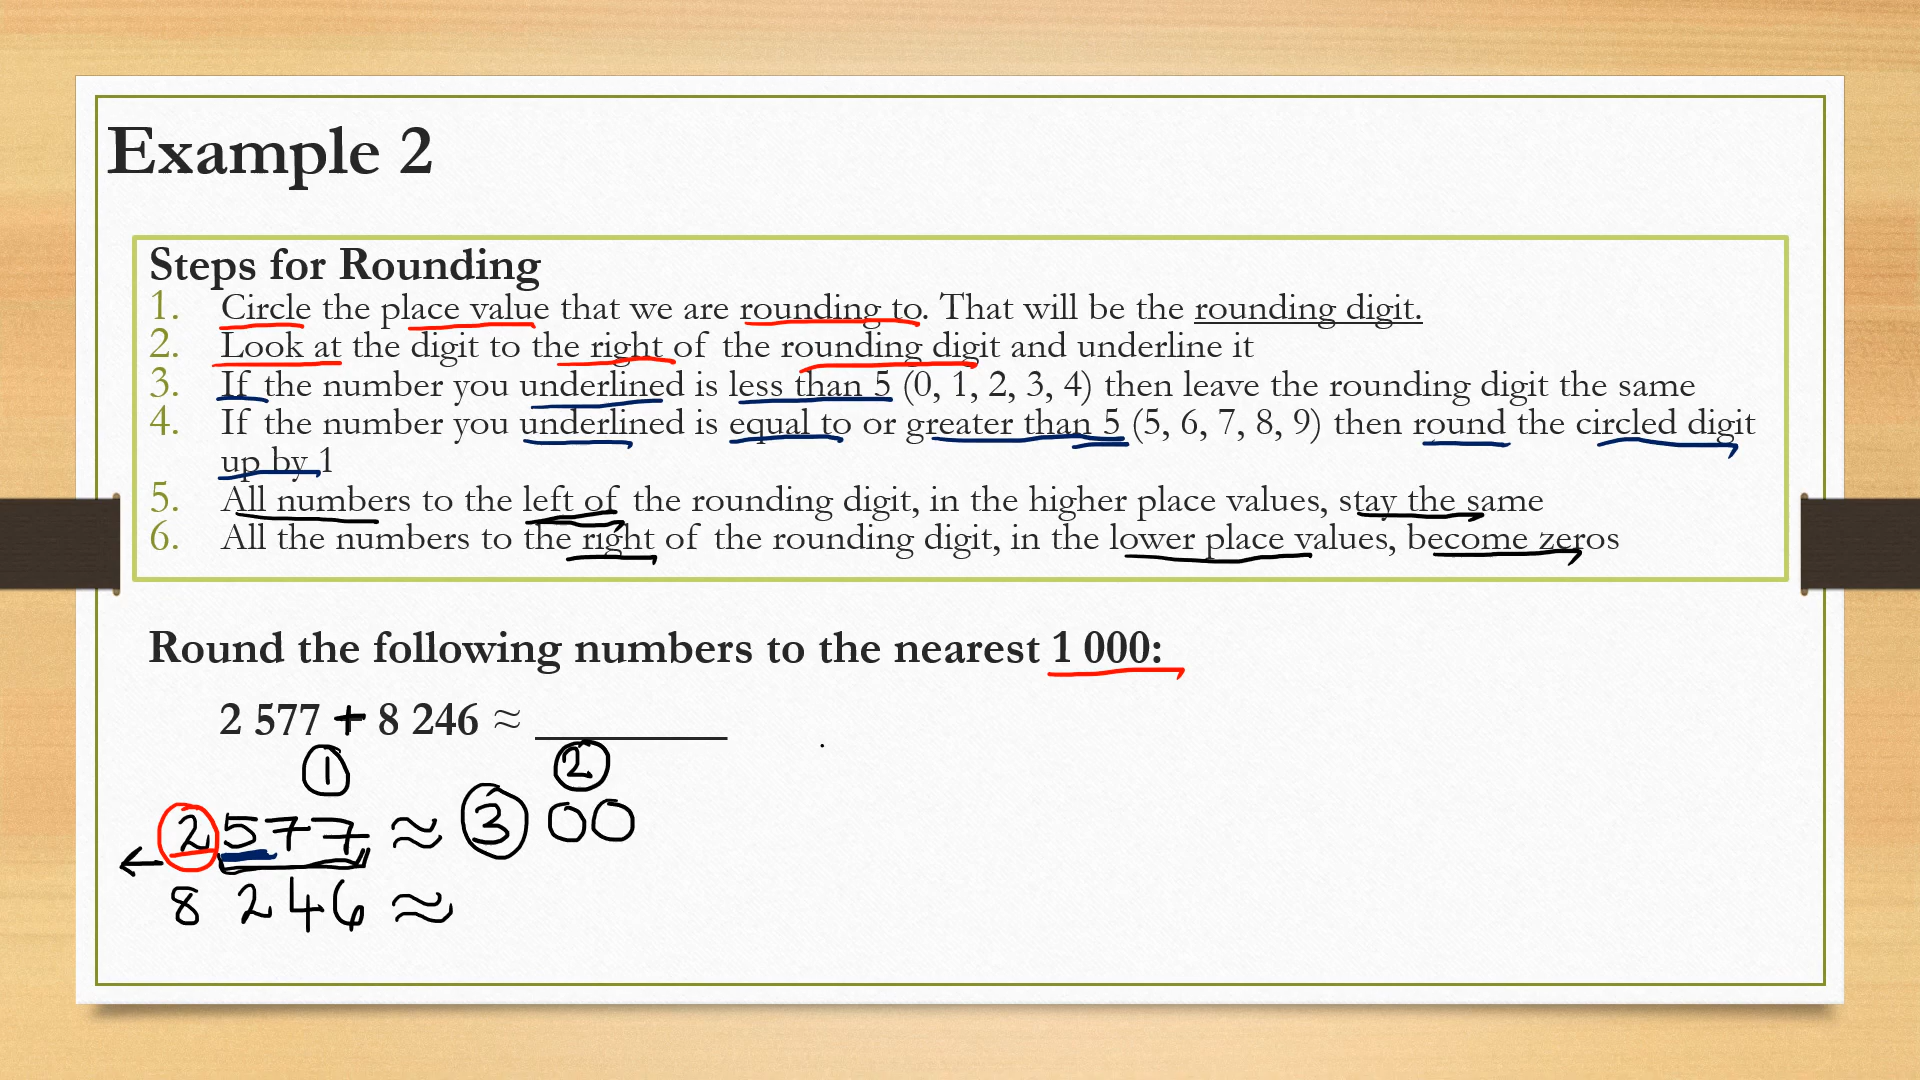 Example 2
Steps for Rounding
1. Circle the place value that we are rounding to. That will be the rounding digit.
2. Look at the digit to the right of the rounding digit and underline it
3. If the number you underlined is less than 5 (0, 1, 2, 3, 4) then leave the rounding digit the same
4. If the number you underlined is equal to or greater than 5 (5, 6, 7, 8, 9) then round the circled digit
up by 1
5. All numbers to the left of the rounding digit, in the higher place values, stay the same
6. All the numbers to the right of the rounding digit, in the lower place values, become zeros
Round the following numbers to the nearest 1 000:
2 577 + 8 246 ≈ ________
1 2
2577 ≈ 3 00
8 246 ≈